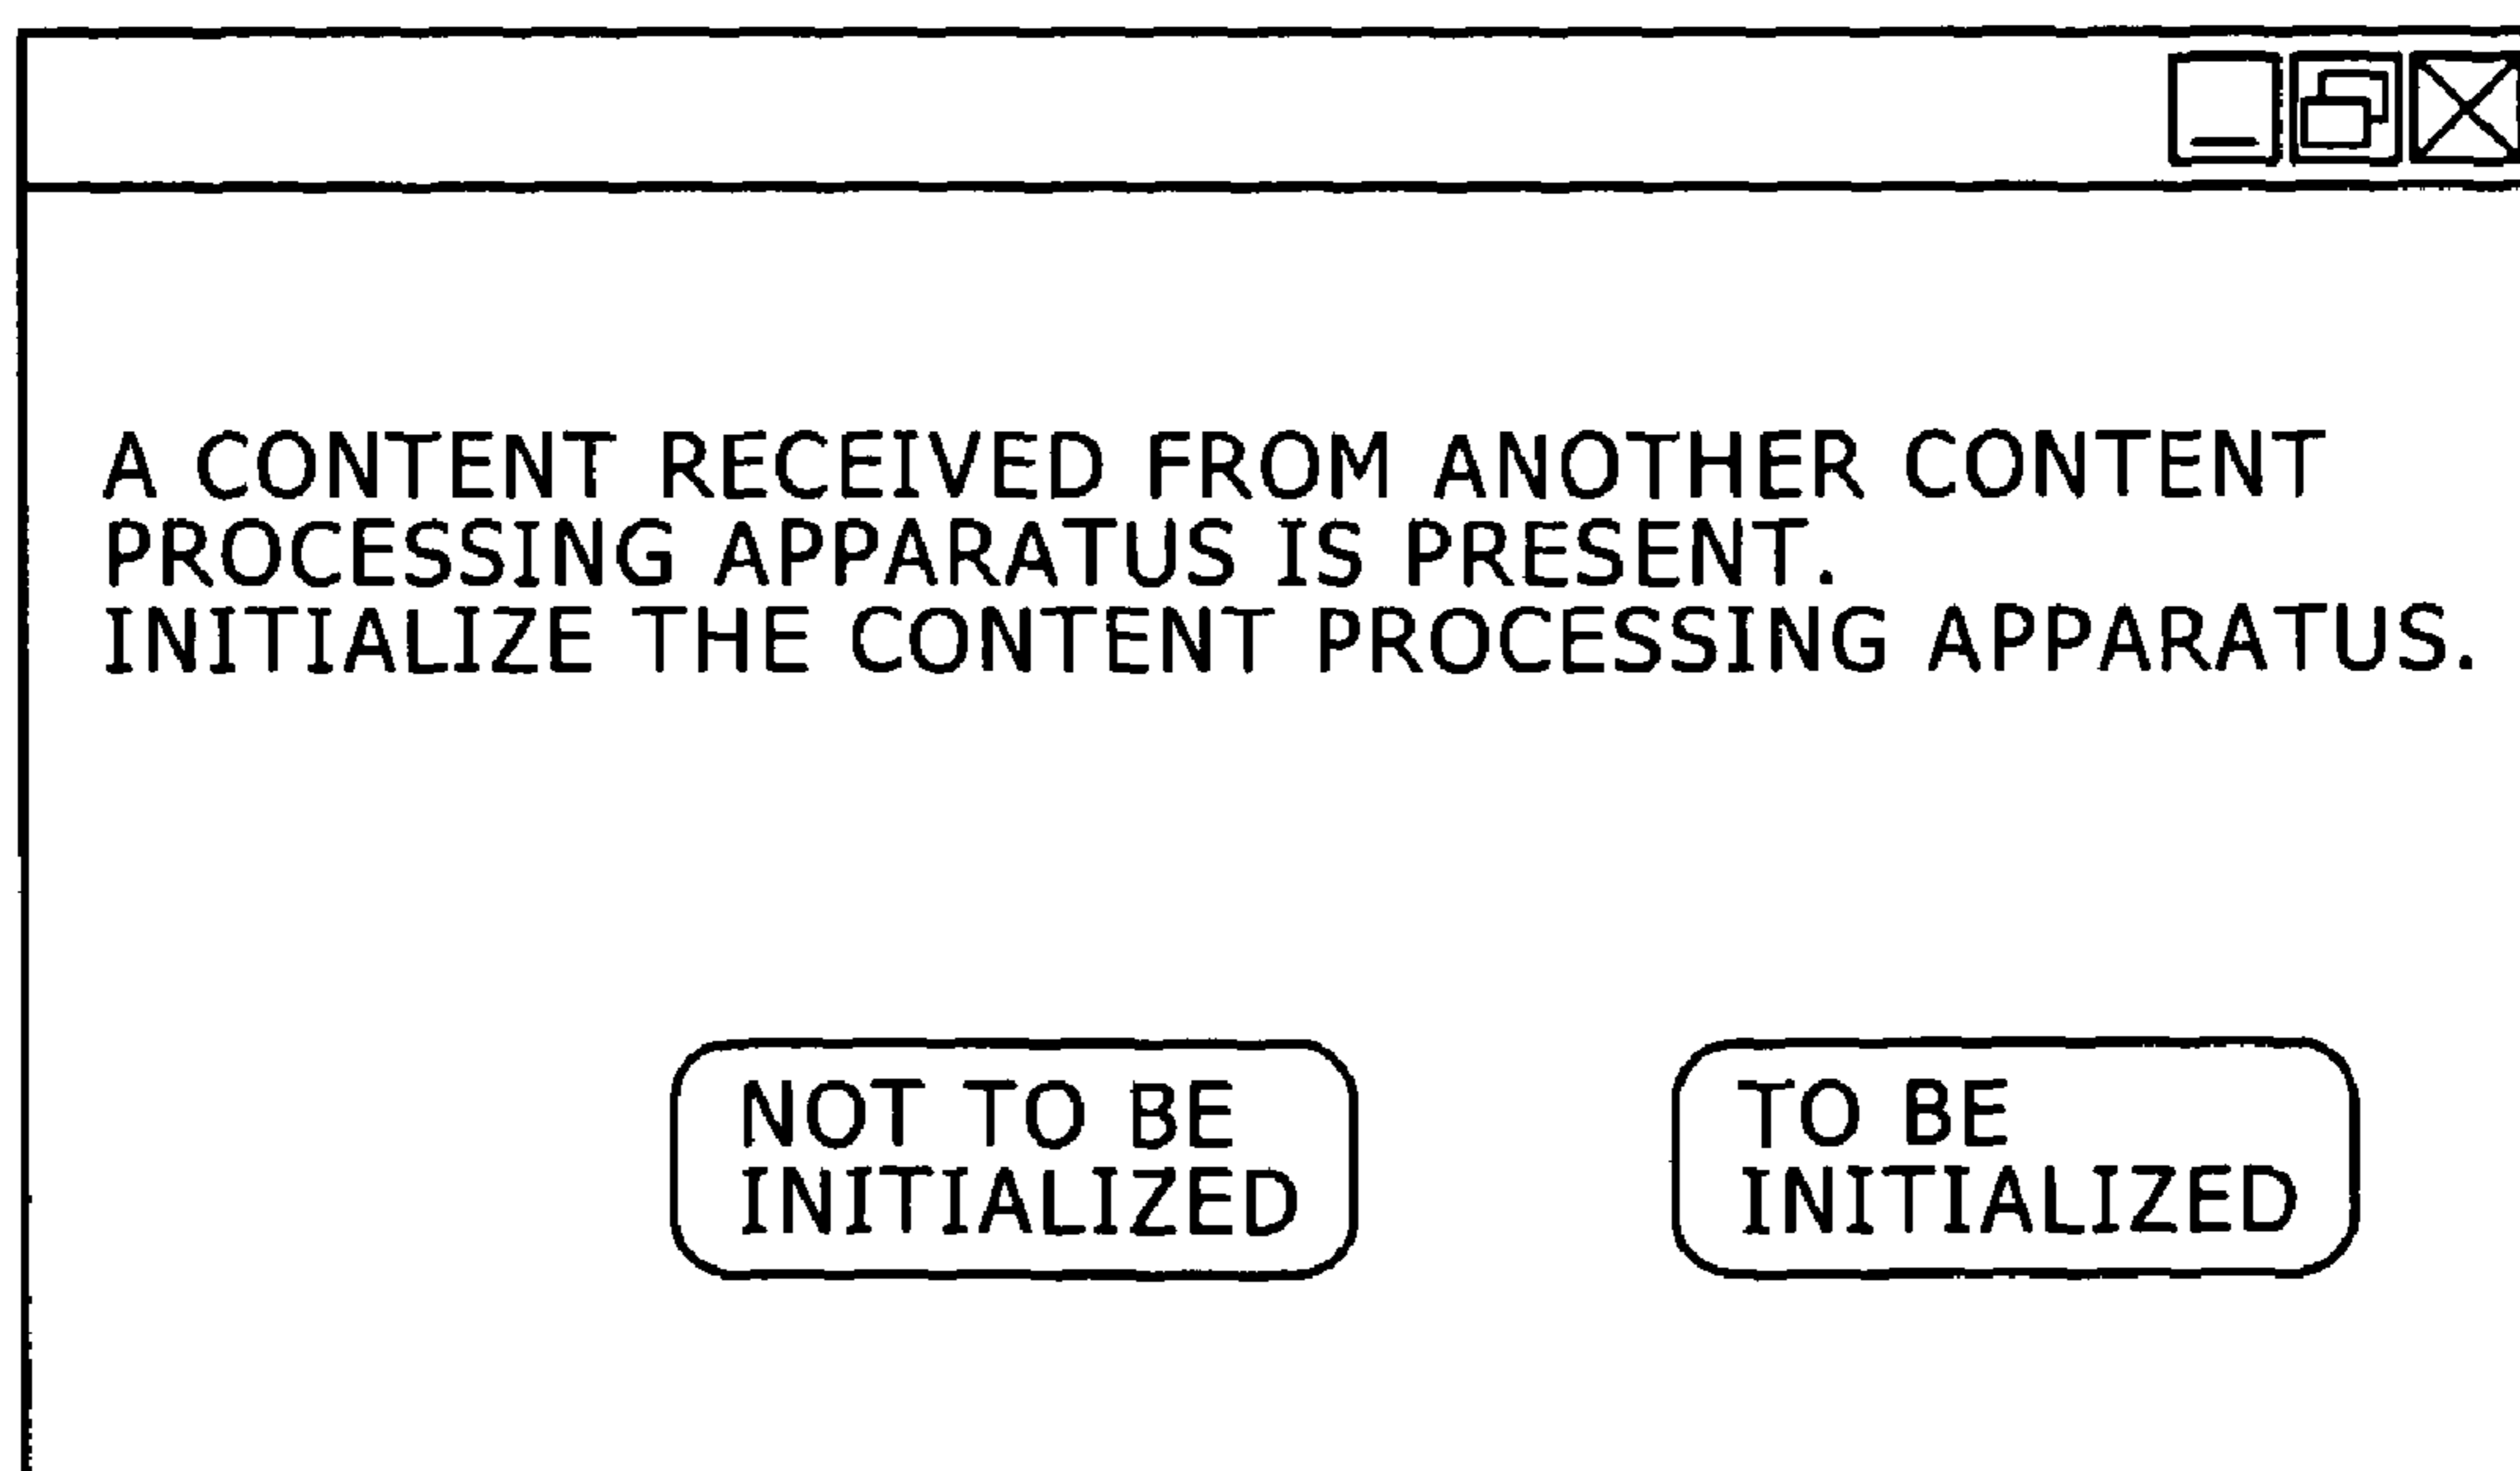 A CONTENT RECEIVED FROM ANOTHER CONTENT
PROCESSING APPARATUS IS PRESENT.
INITIALIZE THE CONTENT PROCESSING APPARATUS.
NOT TO BE
INITIALIZED
TO BE
INITIALIZED